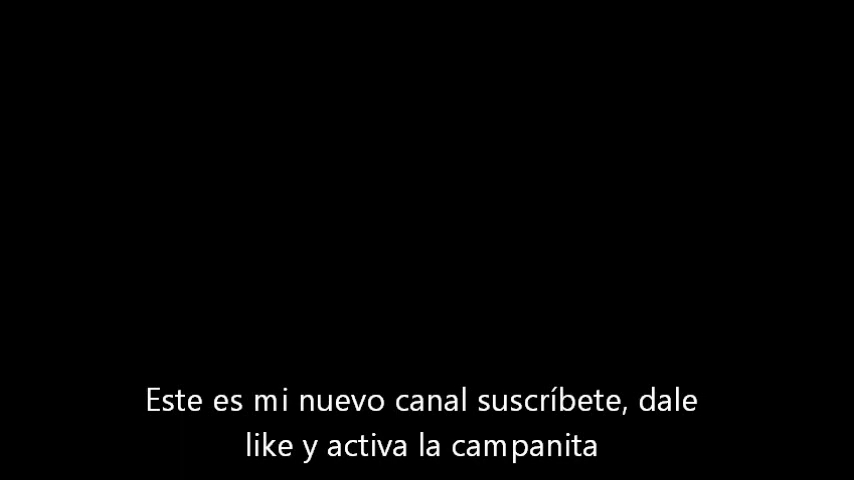 Este es mi nuevo canal suscríbete, dale
like y activa la campanita